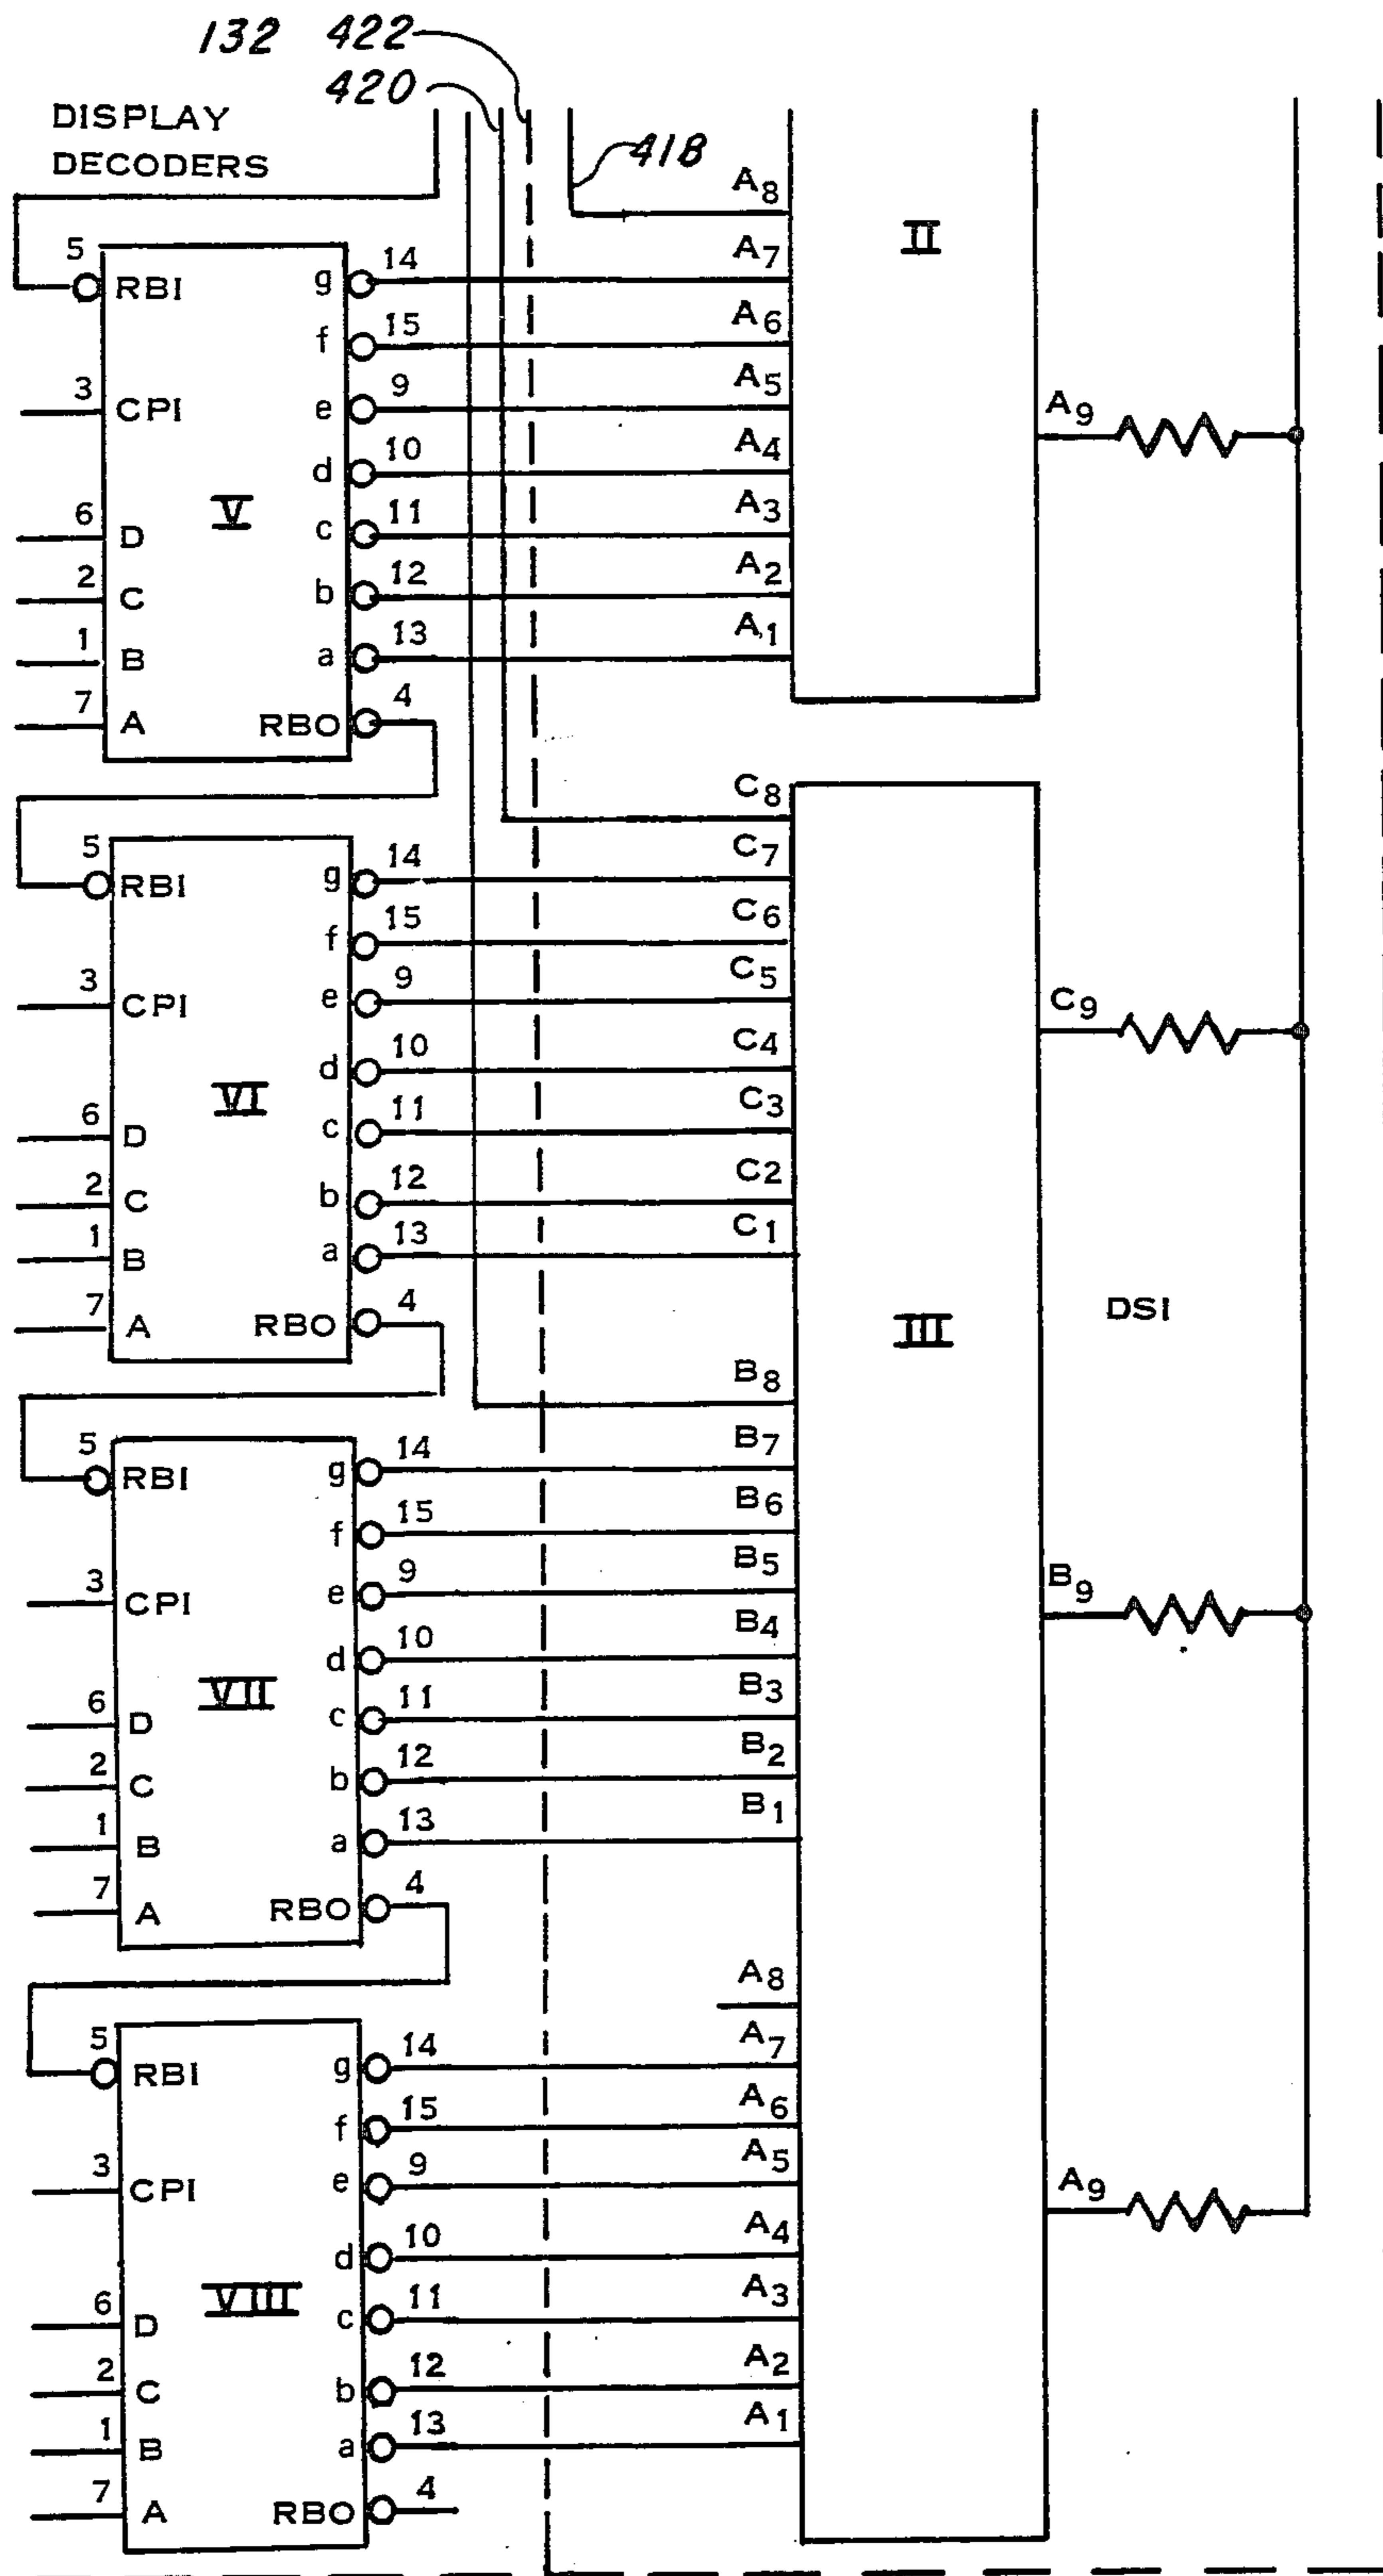 132 422
420
DISPLAY
DECODERS
418
A8
II
5 RBI g 14 A7
f 15 A6
3 CPI e 9 A5
A9
d 10 A4
V
6 D c 11 A3
2 C b 12 A2
1 B a 13 A1
7 A RBO 4
C8
5 RBI g 14 C7
f 15 C6
3 CPI e 9 C5
C9
d 10 C4
VI
6 D c 11 C3
2 C b 12 C2
1 B a 13 C1
7 A RBO 4
III
DSI
B8
5 RBI g 14 B7
f 15 B6
3 CPI e 9 B5
B9
d 10 B4
VII
6 D c 11 B3
2 C b 12 B2
1 B a 13 B1
7 A RBO 4
A8
5 RBI g 14 A7
f 15 A6
3 CPI e 9 A5
A9
d 10 A4
VIII
6 D c 11 A3
2 C b 12 A2
1 B a 13 A1
7 A RBO 4